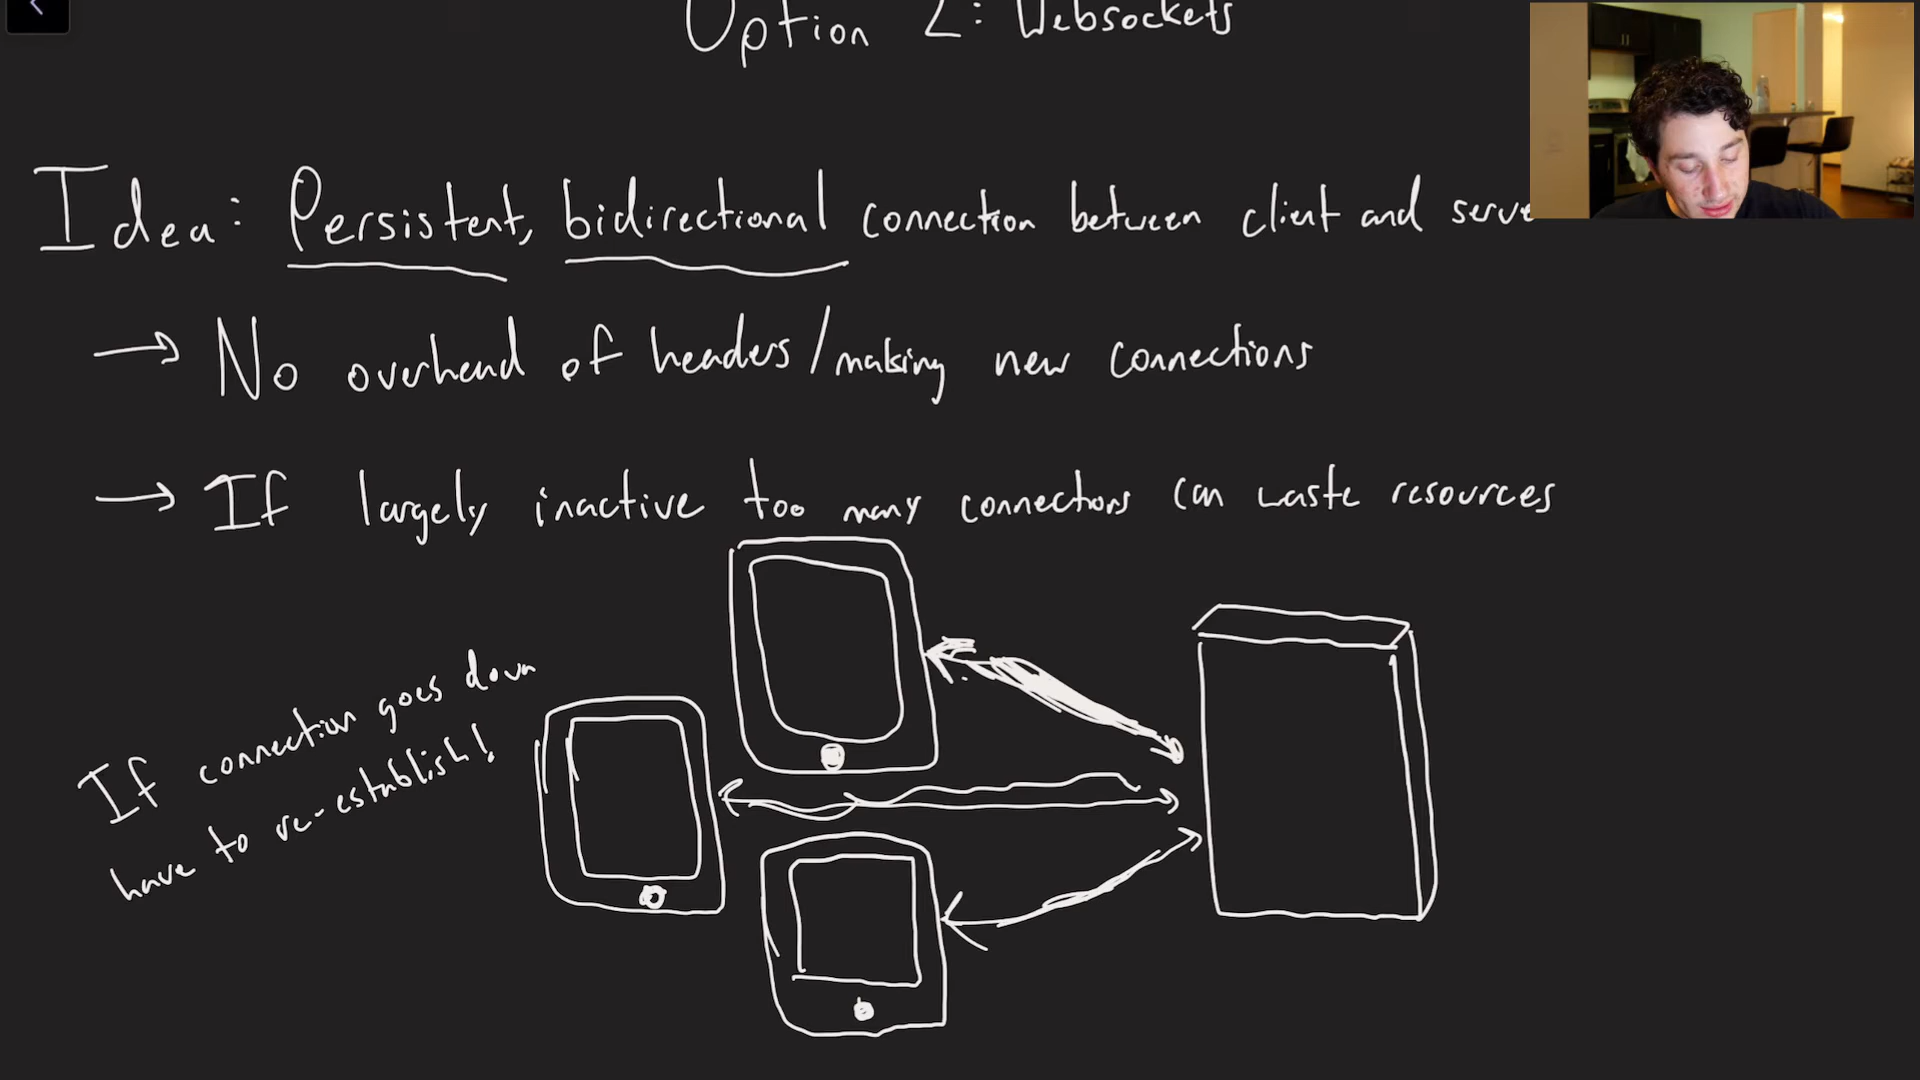 Option 2: Websockets
Idea: Persistent, bidirectional connection between client and serve
→ No overhead of headers/making new connections
→ If largely inactive too many connections can waste resources
If connection goes down
have to re-establish!